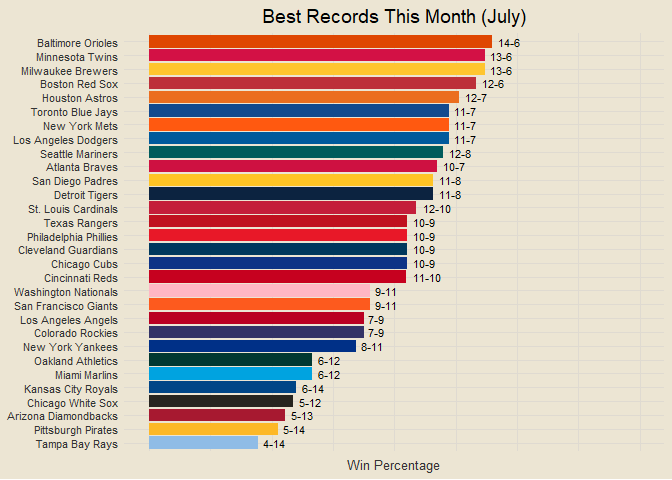 Best Records This Month (July)
Baltimore Orioles 14-6
Minnesota Twins 13-6
Milwaukee Brewers 13-6
Boston Red Sox 12-6
Houston Astros 12-7
Toronto Blue Jays 11-7
New York Mets 11-7
Los Angeles Dodgers 11-7
Seattle Mariners 12-8
Atlanta Braves 10-7
San Diego Padres 11-8
Detroit Tigers 11-8
St. Louis Cardinals 12-10
Texas Rangers 10-9
Philadelphia Phillies 10-9
Cleveland Guardians 10-9
Chicago Cubs 10-9
Cincinnati Reds 11-10
Washington Nationals 9-11
San Francisco Giants 9-11
Los Angeles Angels 7-9
Colorado Rockies 7-9
New York Yankees 8-11
Oakland Athletics 6-12
Miami Marlins 6-12
Kansas City Royals 6-14
Chicago White Sox 5-12
Arizona Diamondbacks 5-13
Pittsburgh Pirates 5-14
Tampa Bay Rays 4-14
Win Percentage